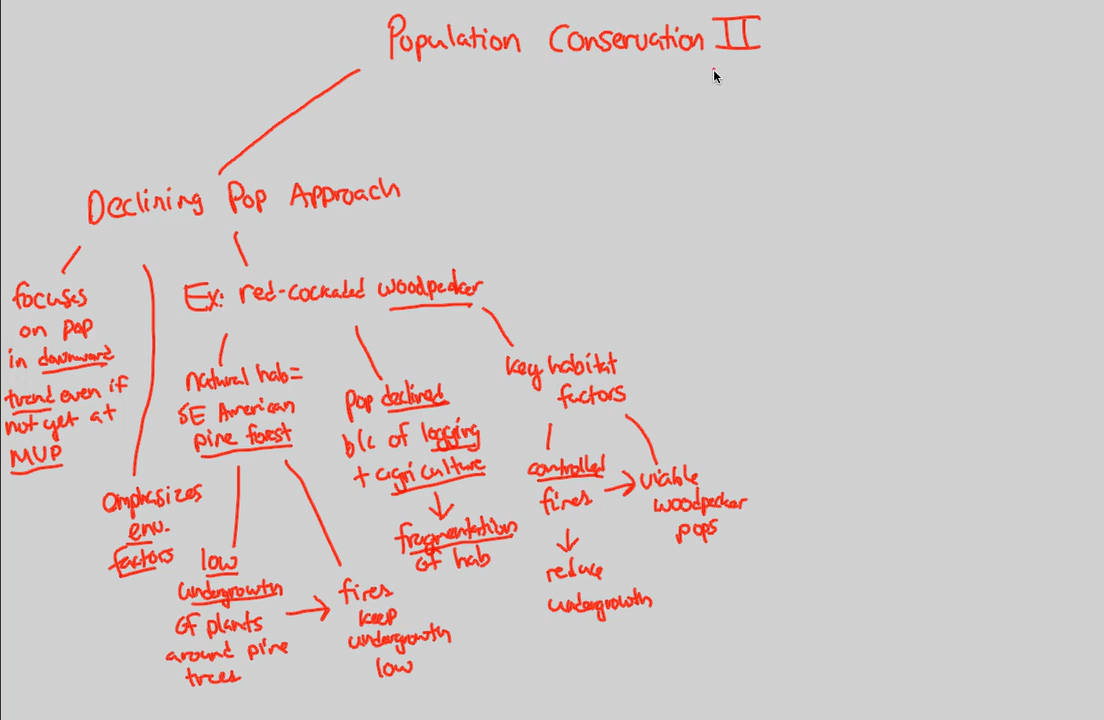 Population Conservation II
Declining Pop Approach
focuses
on pop
in downward
trend even if
not yet at
MVP
emphasizes
env.
factors
Ex: red-cockaded woodpecker
natural hab=
SE American
pine forest
low
undergrowth
of plants
around pine
trees
→
fires
keep
undergrowth
low
pop declined
b/c of logging
+ agriculture
↓
fragmentation
of hab
key habitat
factors
controlled
fires
→
viable
woodpecker
pops
↓
reduce
undergrowth